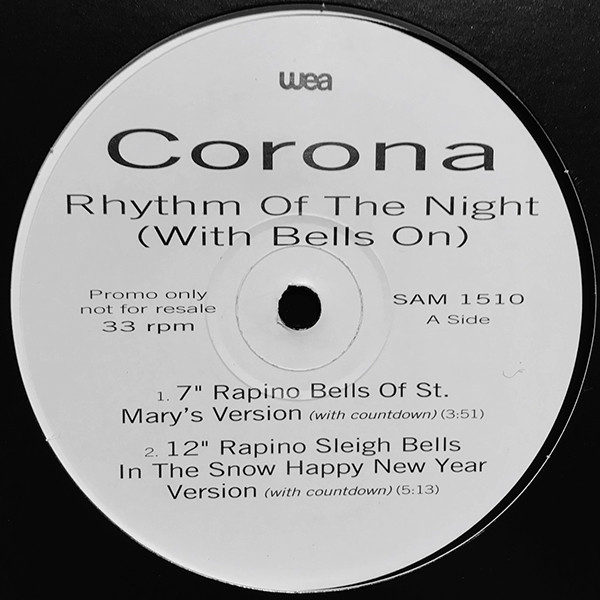 wea
Corona
Rhythm Of The Night
(With Bells On)
Promo only
not for resale
33 rpm
SAM 1510
A Side
1. 7" Rapino Bells Of St.
Mary's Version (with countdown) (3:51)
2. 12" Rapino Sleigh Bells
In The Snow Happy New Year
Version (with countdown) (5:13)